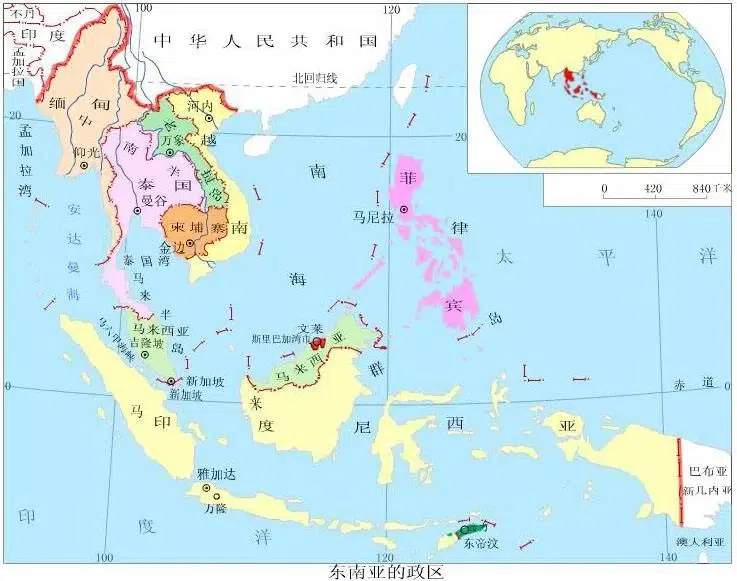 100
120
不丹
印度
中华人民共和国
孟加拉国
北回归线
缅甸
河内
20
20
中
老
越
万象
孟加拉湾
仰光
南
挝
南
菲
0 420 840千米
泰国
曼谷
马尼拉
140
安达曼海
柬埔寨
南
律
太平洋
金边
泰国湾
海
马来半岛
宾
文莱
斯里巴加湾市
马来西亚
吉隆坡
马六甲海峡
马来西亚
群岛
新加坡
新加坡
0
赤道
来
马
印度尼西亚
雅加达
万隆
巴布亚
新几内亚
印度洋
东帝汶
澳大利亚
100
120
140
东南亚的政区